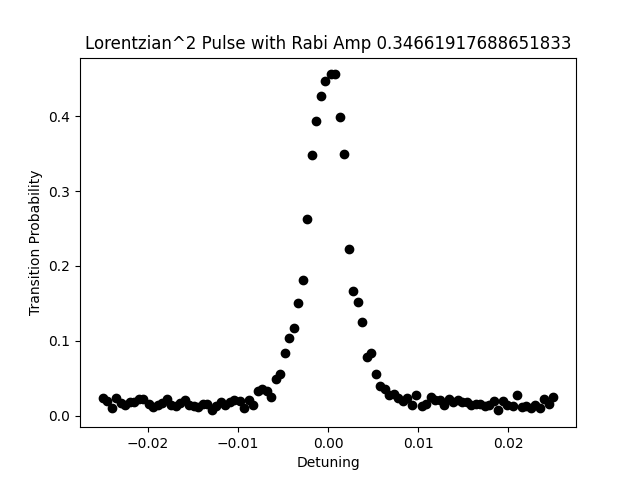 Lorentzian^2 Pulse with Rabi Amp 0.34661917688651833
Transition Probability
0.4
0.3
0.2
0.1
0.0
−0.02 −0.01 0.00 0.01 0.02
Detuning